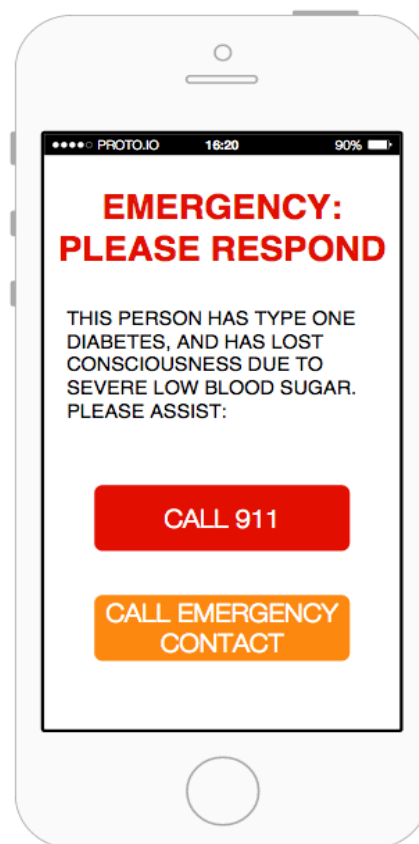 PROTO.IO 16:20 90%
EMERGENCY:
PLEASE RESPOND
THIS PERSON HAS TYPE ONE
DIABETES, AND HAS LOST
CONSCIOUSNESS DUE TO
SEVERE LOW BLOOD SUGAR.
PLEASE ASSIST:
CALL 911
CALL EMERGENCY
CONTACT